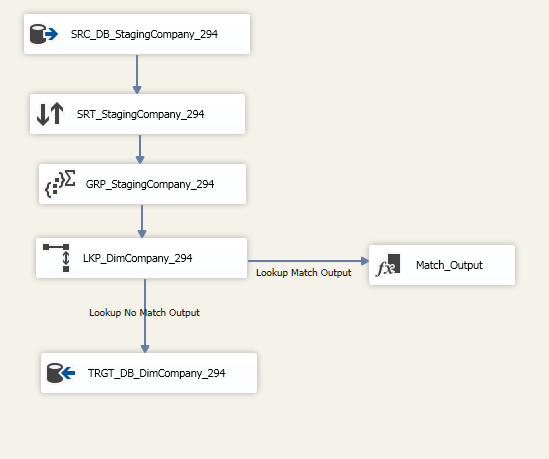 SRC_DB_StagingCompany_294
SRT_StagingCompany_294
GRP_StagingCompany_294
LKP_DimCompany_294
Lookup Match Output
Match_Output
Lookup No Match Output
TRGT_DB_DimCompany_294